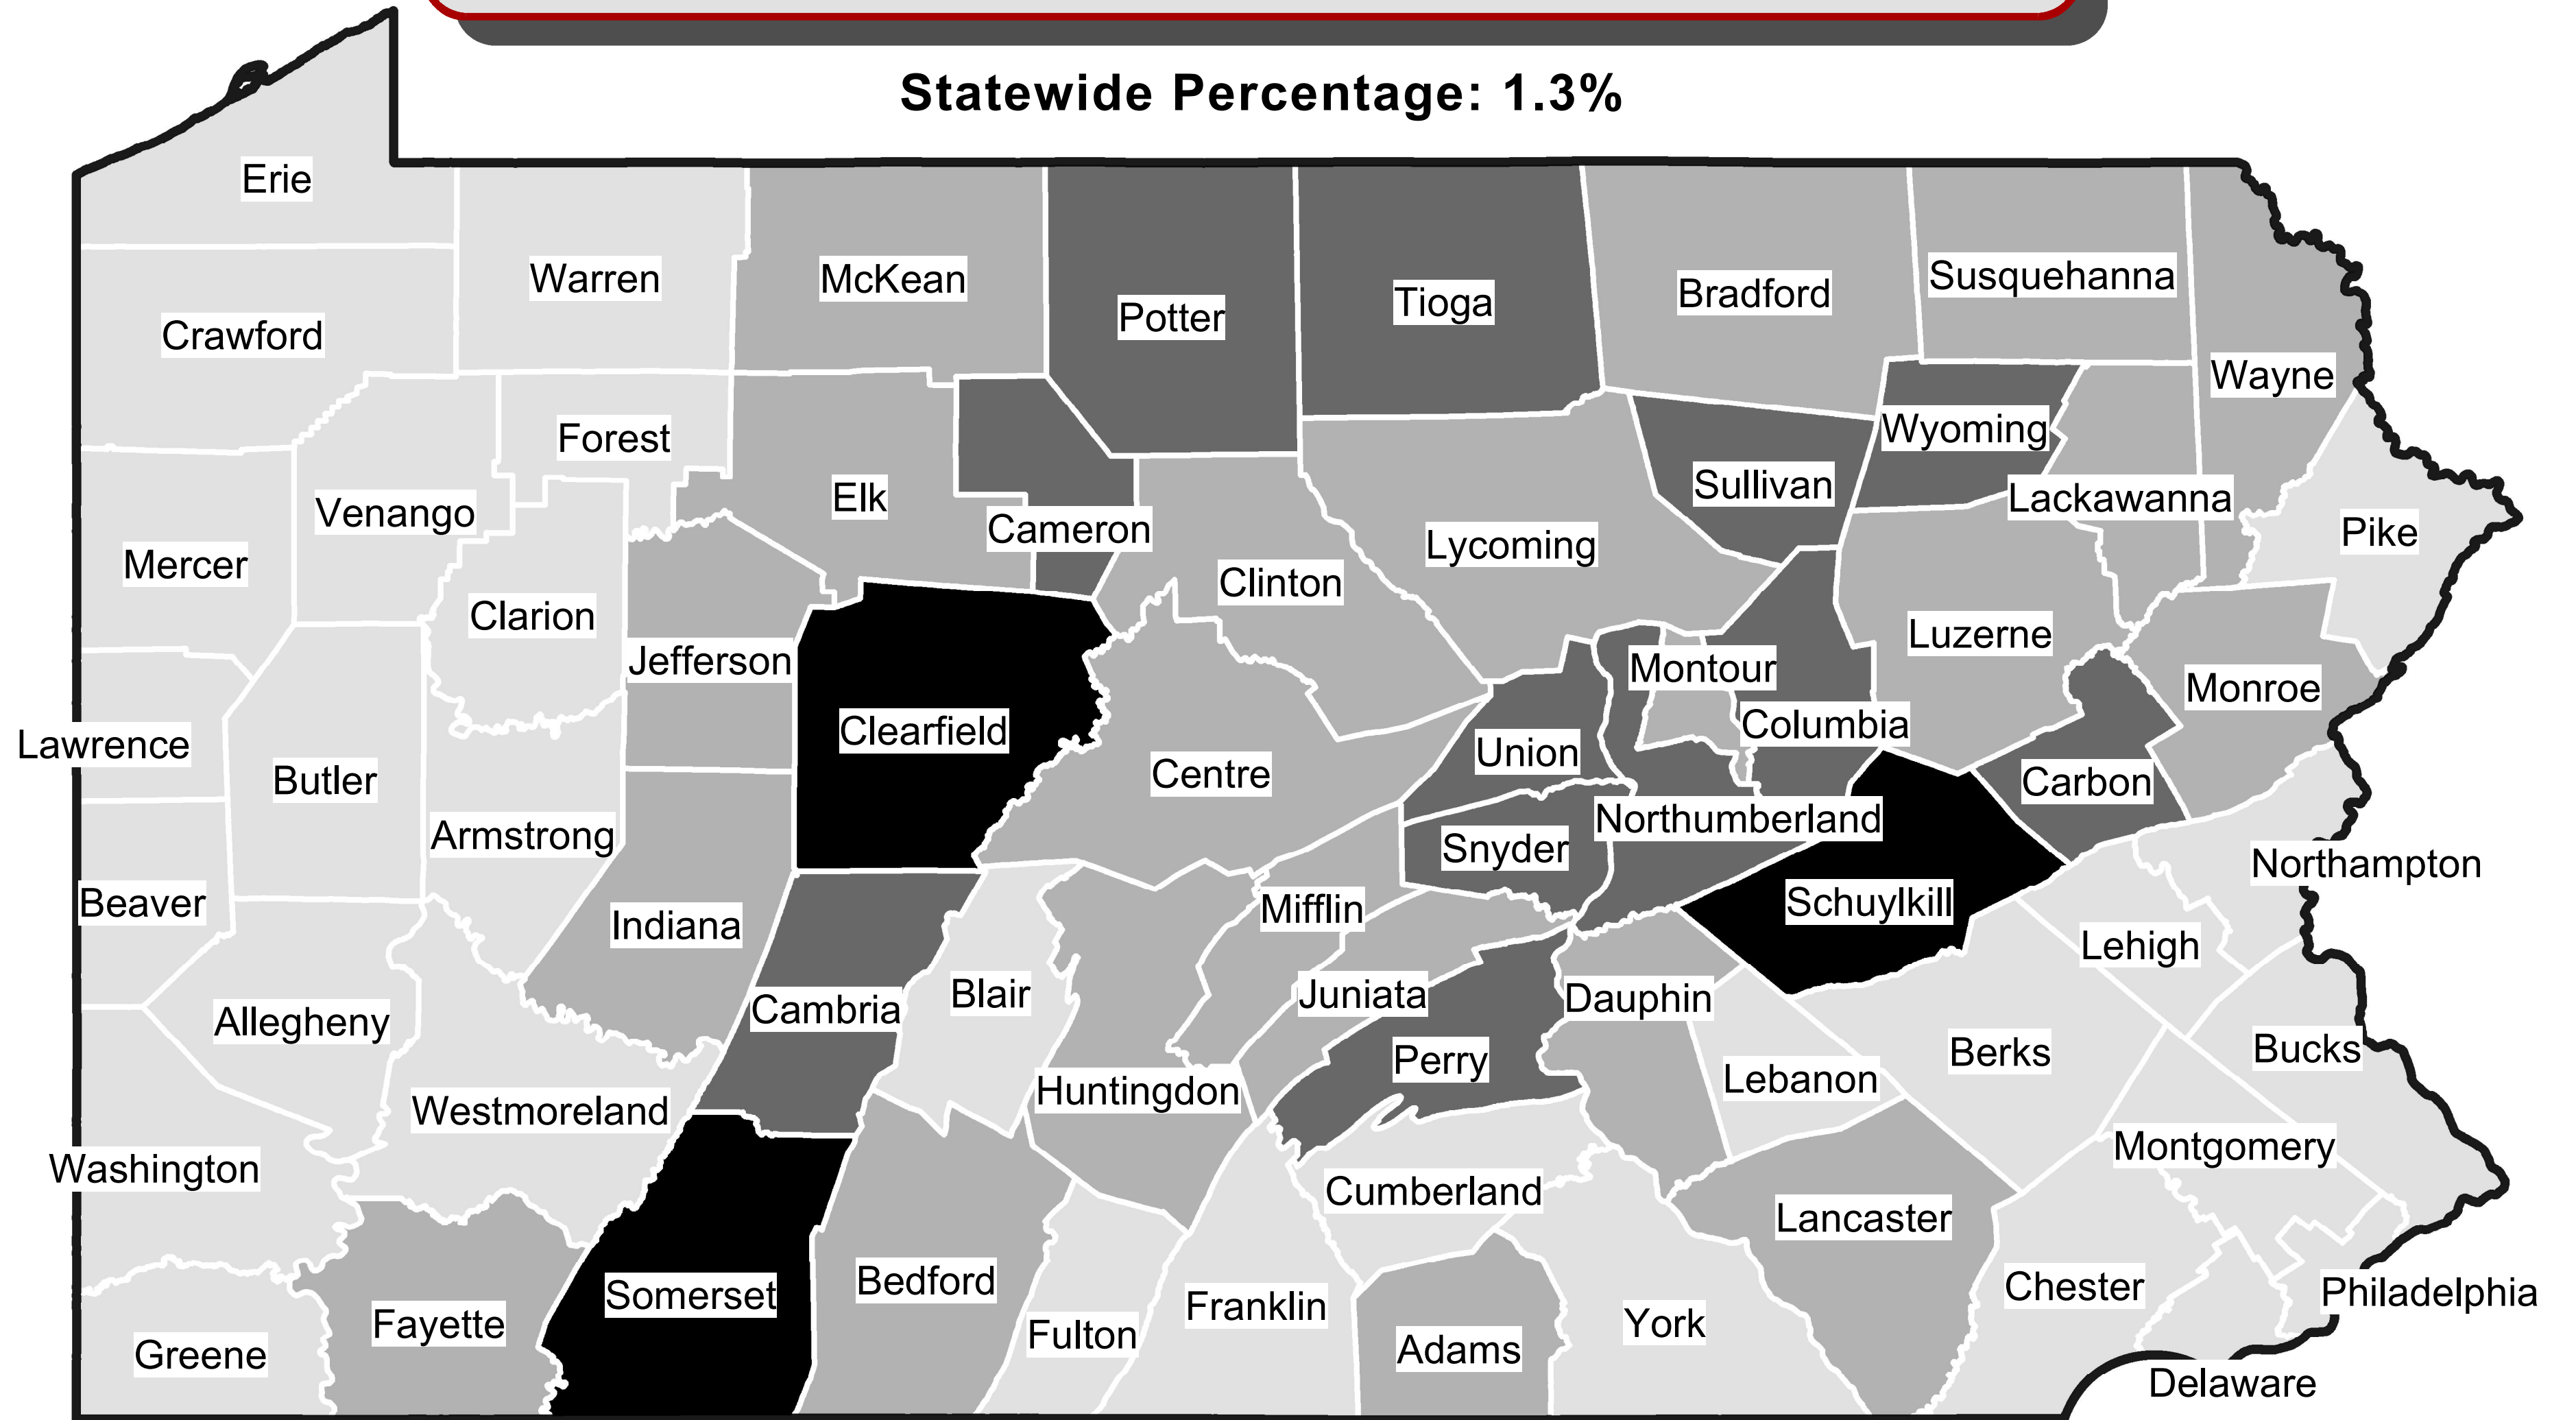 Statewide Percentage: 1.3%
Erie
Warren
McKean
Potter
Tioga
Bradford
Susquehanna
Crawford
Wayne
Forest
Wyoming
Venango
Elk
Cameron
Sullivan
Lackawanna
Pike
Mercer
Clinton
Lycoming
Clarion
Jefferson
Montour
Luzerne
Monroe
Lawrence
Clearfield
Columbia
Butler
Centre
Union
Carbon
Armstrong
Snyder
Northumberland
Northampton
Beaver
Indiana
Mifflin
Schuylkill
Lehigh
Allegheny
Cambria
Blair
Juniata
Dauphin
Perry
Berks
Bucks
Westmoreland
Huntingdon
Lebanon
Washington
Cumberland
Montgomery
Lancaster
Somerset
Bedford
Franklin
Chester
Philadelphia
Greene
Fayette
Fulton
Adams
York
Delaware